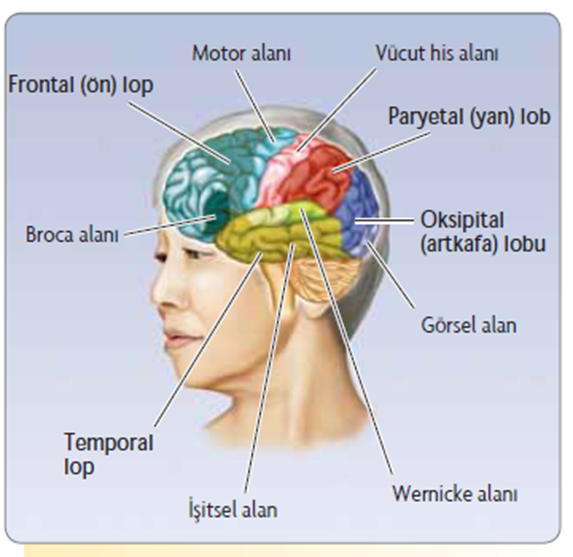 Motor alanı
Vücut his alanı
Frontal (ön) lop
Paryetal (yan) lob
Broca alanı
Oksipital
(artkafa) lobu
Görsel alan
Temporal
lop
Wernicke alanı
İşitsel alan